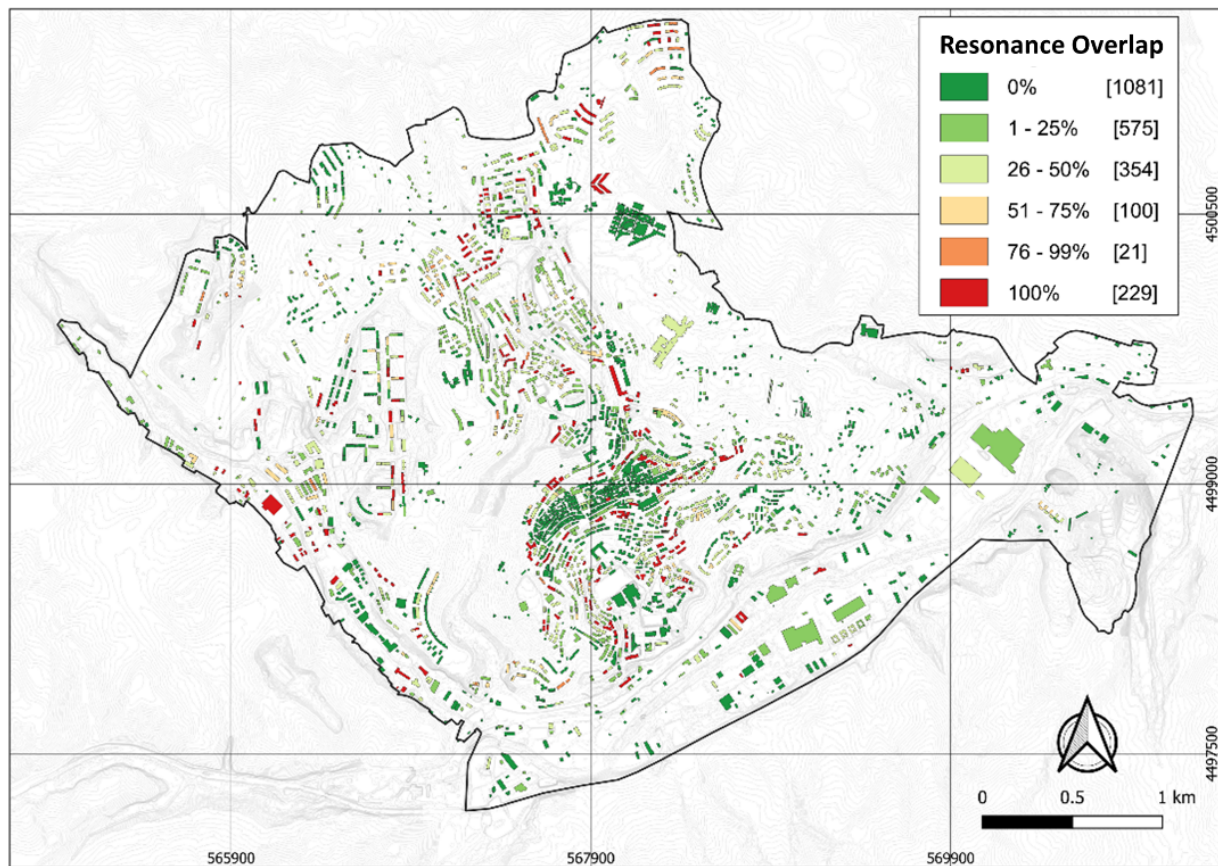 Resonance Overlap
0% [1081]
1 - 25% [575]
26 - 50% [354]
51 - 75% [100]
76 - 99% [21]
100% [229]
4500500
4499000
4497500
0 0.5 1 km
565900 567900 569900